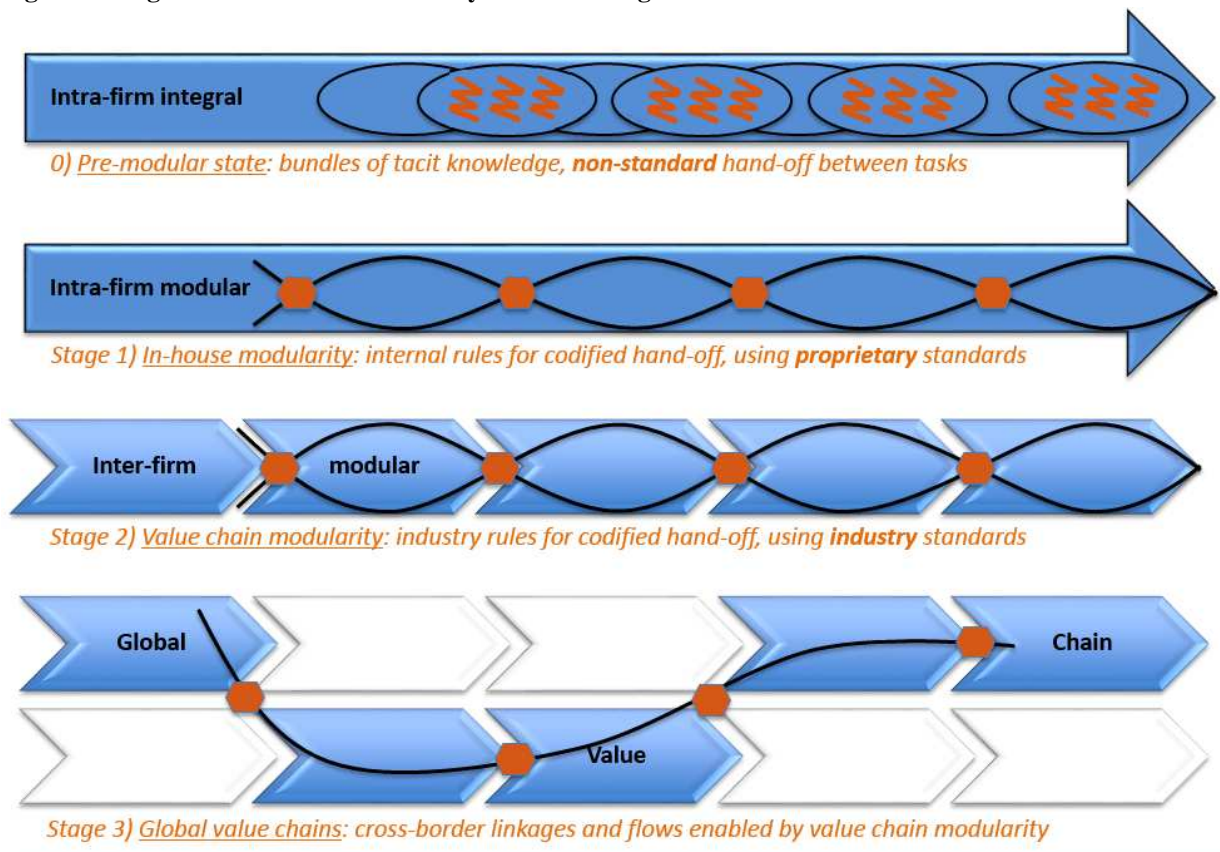 Intra-firm integral
0) Pre-modular state: bundles of tacit knowledge, non-standard hand-off between tasks
Intra-firm modular
Stage 1) In-house modularity: internal rules for codified hand-off, using proprietary standards
Inter-firm modular
Stage 2) Value chain modularity: industry rules for codified hand-off, using industry standards
Global
Chain
Value
Stage 3) Global value chains: cross-border linkages and flows enabled by value chain modularity